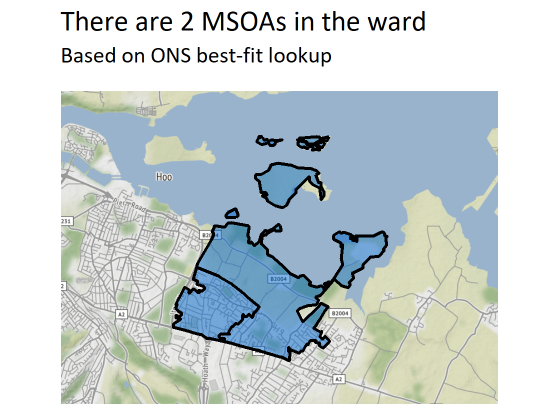 There are 2 MSOAs in the ward
Based on ONS best-fit lookup
Hoo
B2004
B2004
A2
B2004
A2